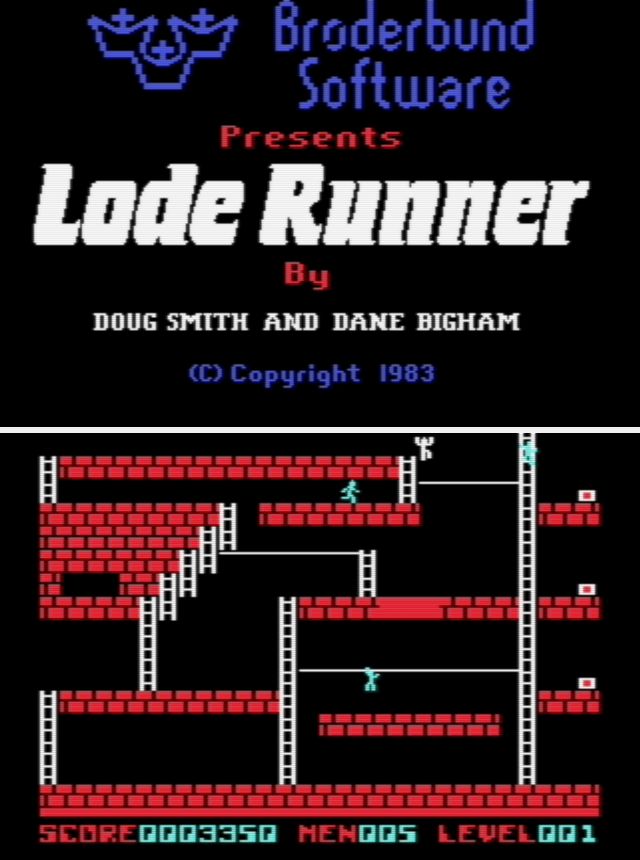 Broderbund
Software
Presents
Lode Runner
By
DOUG SMITH AND DANE BIGHAM
(C) Copyright 1983
SCORE0003350 MEN005 LEVEL001